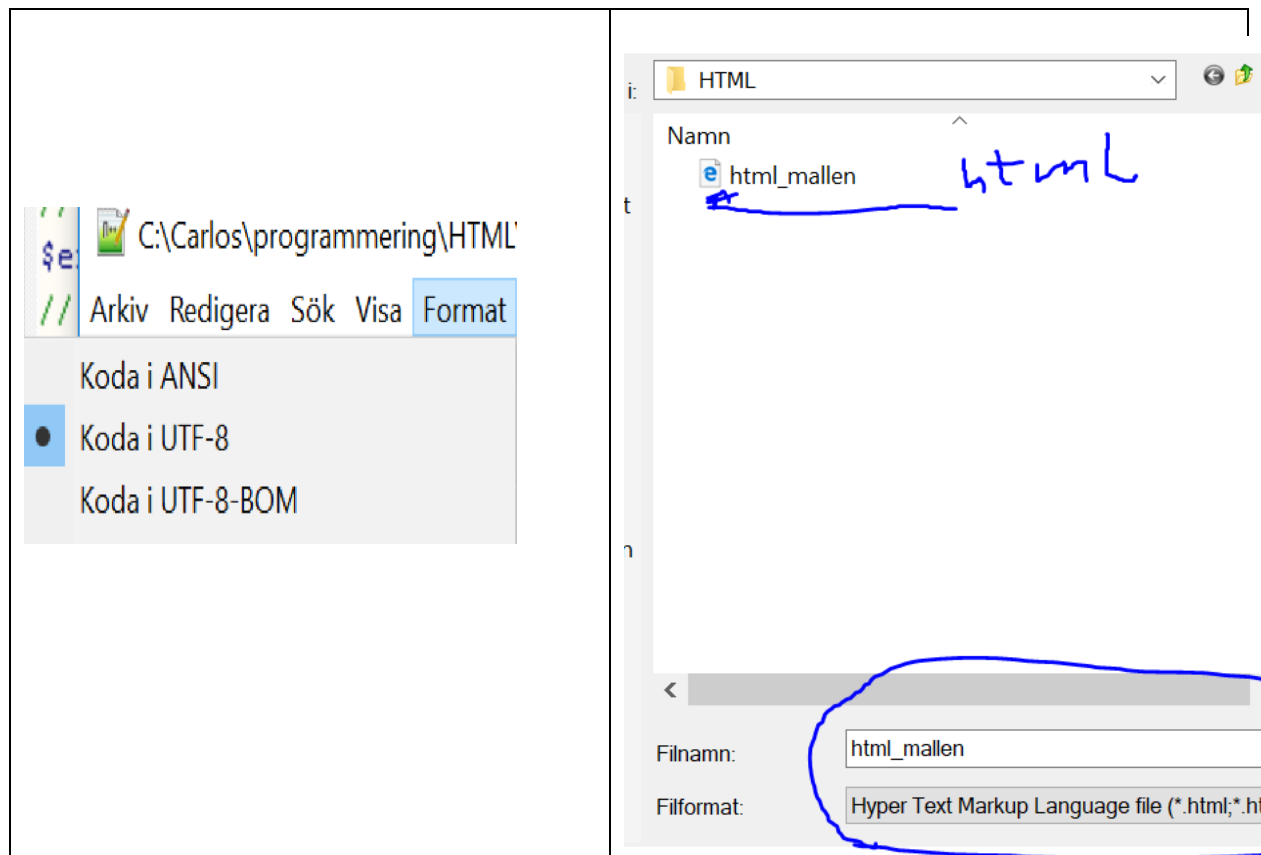 //
$e
C:\Carlos\programmering\HTML
// Arkiv Redigera Sök Visa Format
Koda i ANSI
Koda i UTF-8
Koda i UTF-8-BOM
i: HTML
Namn
html_mallen html
t
n
Filnamn: html_mallen
Filformat: Hyper Text Markup Language file (*.html;*.ht